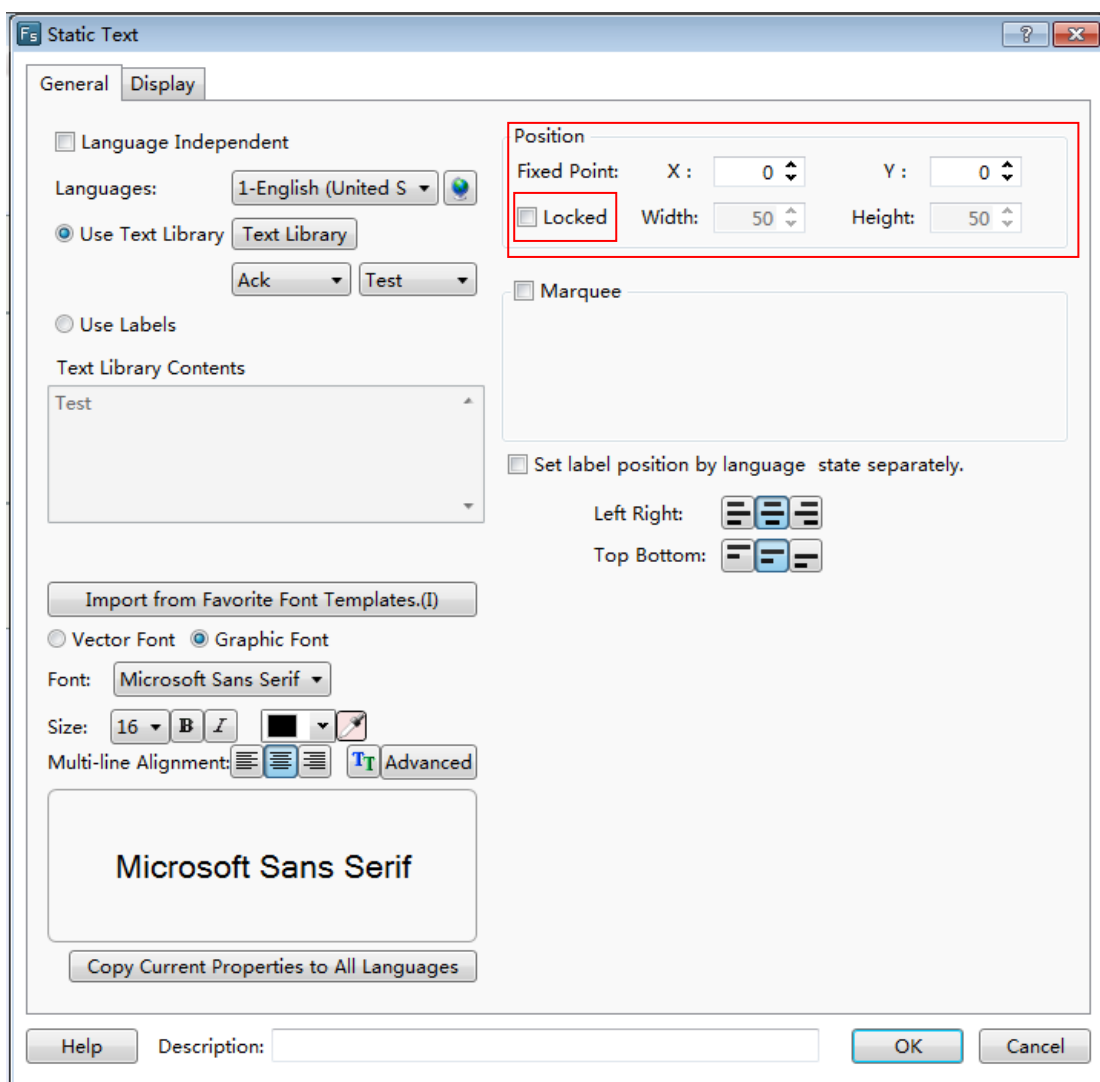 Fs Static Text
General Display
Language Independent
Languages: 1-English (United S
Use Text Library Text Library
Ack Test
Use Labels
Text Library Contents
Test
Import from Favorite Font Templates.(I)
Vector Font Graphic Font
Font: Microsoft Sans Serif
Size: 16 B I
Multi-line Alignment: TT Advanced
Microsoft Sans Serif
Copy Current Properties to All Languages
Position
Fixed Point: X : 0 Y : 0
Locked Width: 50 Height: 50
Marquee
Set label position by language state separately.
Left Right:
Top Bottom:
Help Description: OK Cancel